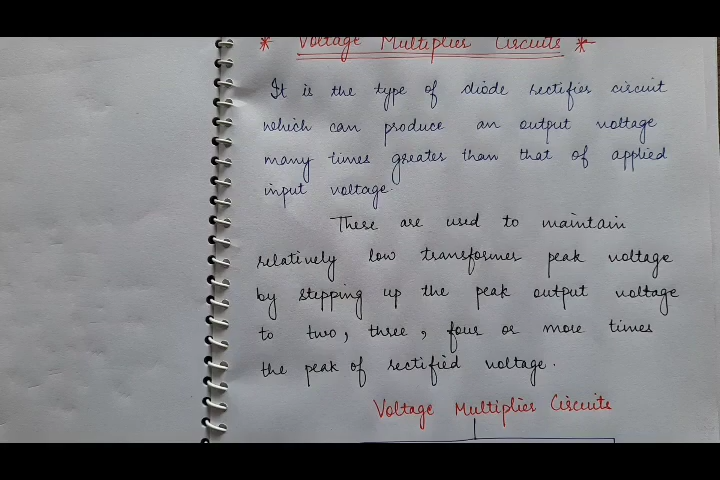 * Voltage Multiplier Circuits *
It is the type of diode rectifier circuit
which can produce an output voltage
many times greater than that of applied
input voltage.
These are used to maintain
relatively low transformer peak voltage
by stepping up the peak output voltage
to two, three, four or more times
the peak of rectified voltage.
Voltage Multiplier Circuits